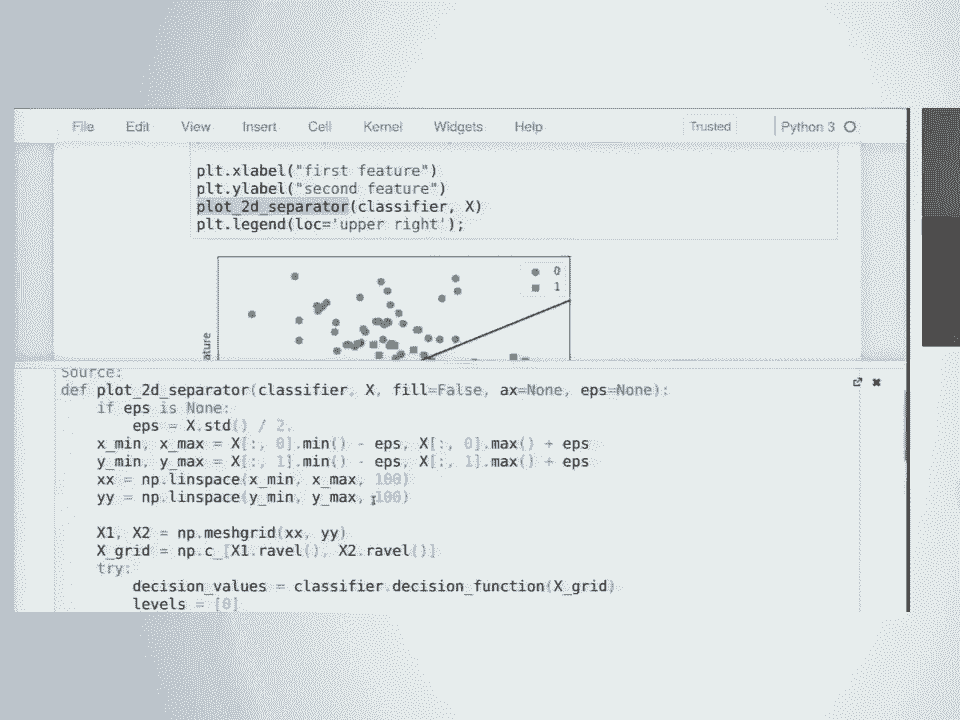 File Edit View Insert Cell Kernel Widgets Help Trusted Python 3
plt.xlabel("first feature")
plt.ylabel("second feature")
plot_2d_separator(classifier, X)
plt.legend(loc='upper right');
0
1
ature
Source:
def plot_2d_separator(classifier, X, fill=False, ax=None, eps=None):
    if eps is None:
        eps = X.std() / 2.
    x_min, x_max = X[:, 0].min() - eps, X[:, 0].max() + eps
    y_min, y_max = X[:, 1].min() - eps, X[:, 1].max() + eps
    xx = np.linspace(x_min, x_max, 100)
    yy = np.linspace(y_min, y_max, 100)
    X1, X2 = np.meshgrid(xx, yy)
    X_grid = np.c_[X1.ravel(), X2.ravel()]
    try:
        decision_values = classifier.decision_function(X_grid)
        levels = [0]